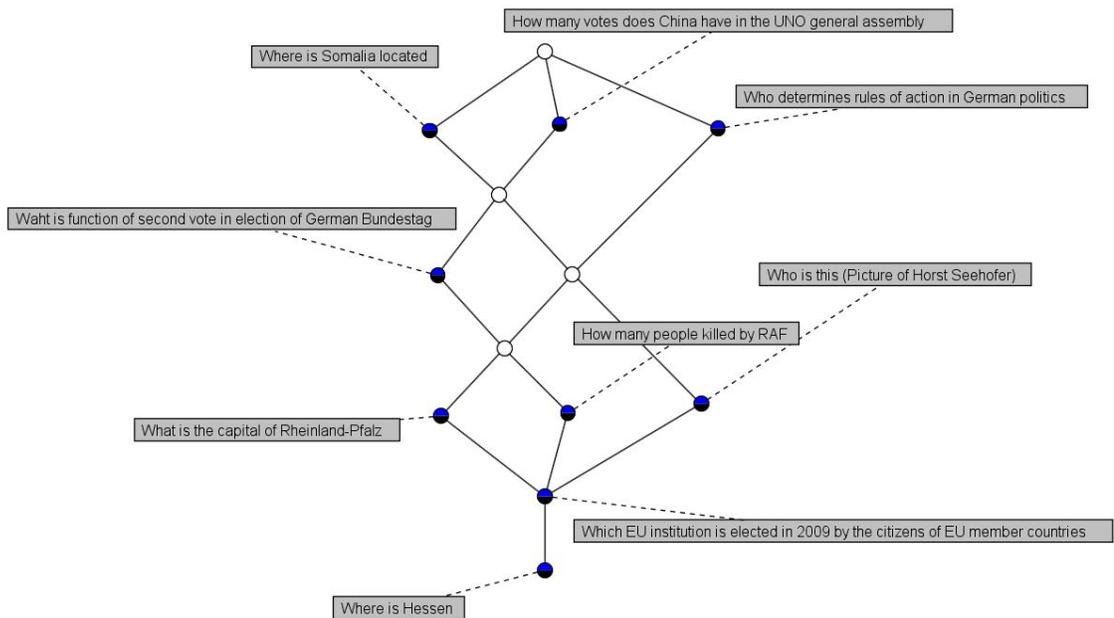 How many votes does China have in the UNO general assembly
Where is Somalia located
Who determines rules of action in German politics
Waht is function of second vote in election of German Bundestag
Who is this (Picture of Horst Seehofer)
How many people killed by RAF
What is the capital of Rheinland-Pfalz
Which EU institution is elected in 2009 by the citizens of EU member countries
Where is Hessen